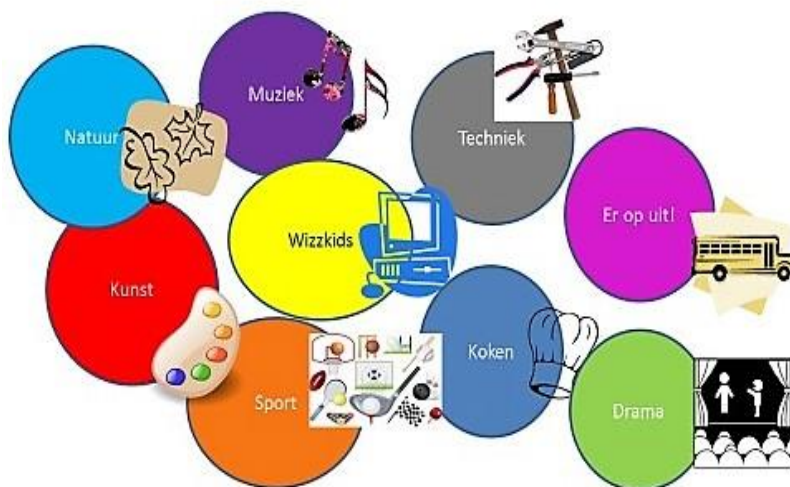 Muziek
Natuur
Techniek
Er op uit!
Wizzkids
Kunst
Koken
Sport
Drama